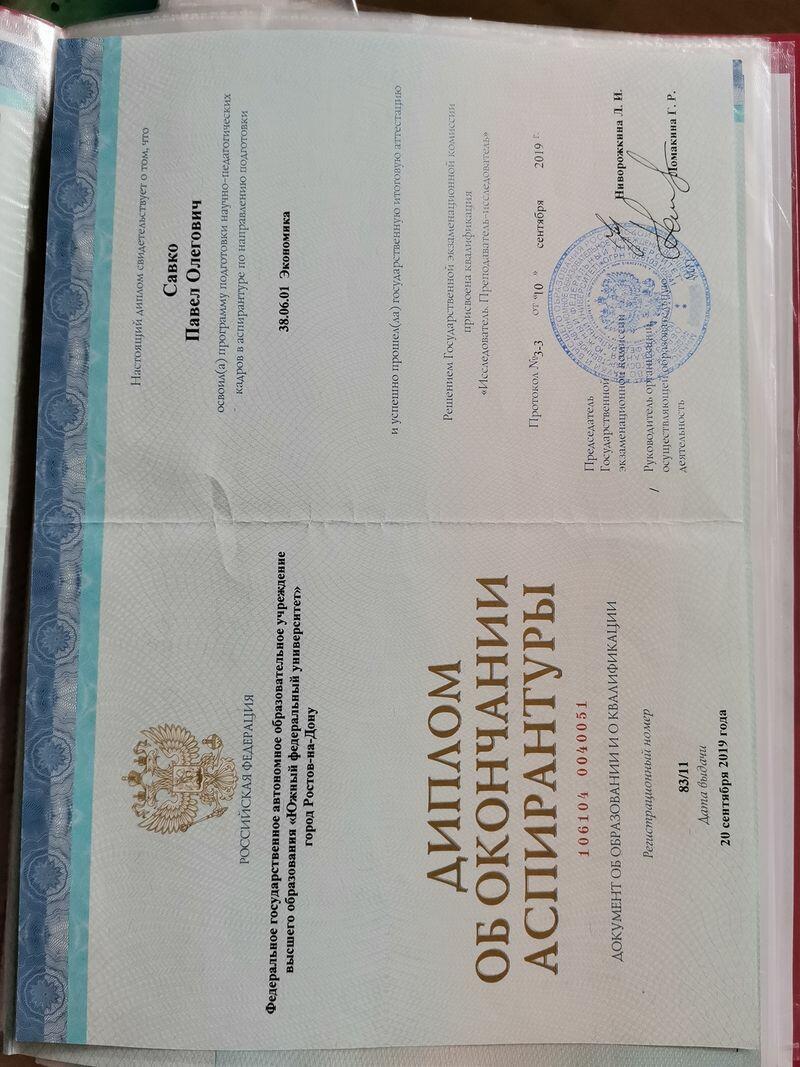 РОССИЙСКАЯ ФЕДЕРАЦИЯ
Федеральное государственное автономное образовательное учреждение
высшего образования «Южный федеральный университет»
город Ростов-на-Дону
ДИПЛОМ
ОБ ОКОНЧАНИИ
АСПИРАНТУРЫ
106104 0040051
ДОКУМЕНТ ОБ ОБРАЗОВАНИИ И О КВАЛИФИКАЦИИ
Регистрационный номер
83/11
Дата выдачи
20 сентября 2019 года
Настоящий диплом свидетельствует о том, что
Савко
Павел Олегович
освоил(а) программу подготовки научно-педагогических
кадров в аспирантуре по направлению подготовки
38.06.01 Экономика
и успешно прошел(ла) государственную итоговую аттестацию
Решением Государственной экзаменационной комиссии
присвоена квалификация
«Исследователь. Преподаватель-исследователь»
Протокол №3-3 от "10 » сентября 2019 г.
Председатель
Государственной
экзаменационной комиссии Ниворожкина Л. И.
Руководитель организации,
осуществляющей образовательную
деятельность Ломакина Г. Р.